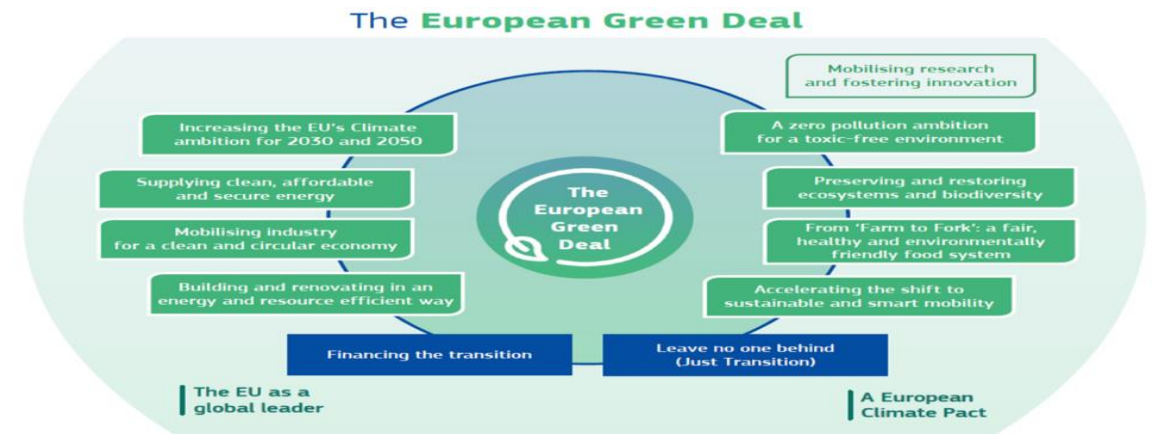 The European Green Deal
Mobilising research
and fostering innovation
Increasing the EU's Climate
ambition for 2030 and 2050
A zero pollution ambition
for a toxic-free environment
Supplying clean, affordable
and secure energy
Preserving and restoring
ecosystems and biodiversity
The
European
Green
Deal
Mobilising industry
for a clean and circular economy
From 'Farm to Fork': a fair,
healthy and environmentally
friendly food system
Building and renovating in an
energy and resource efficient way
Accelerating the shift to
sustainable and smart mobility
Financing the transition
Leave no one behind
(Just Transition)
The EU as a
global leader
A European
Climate Pact